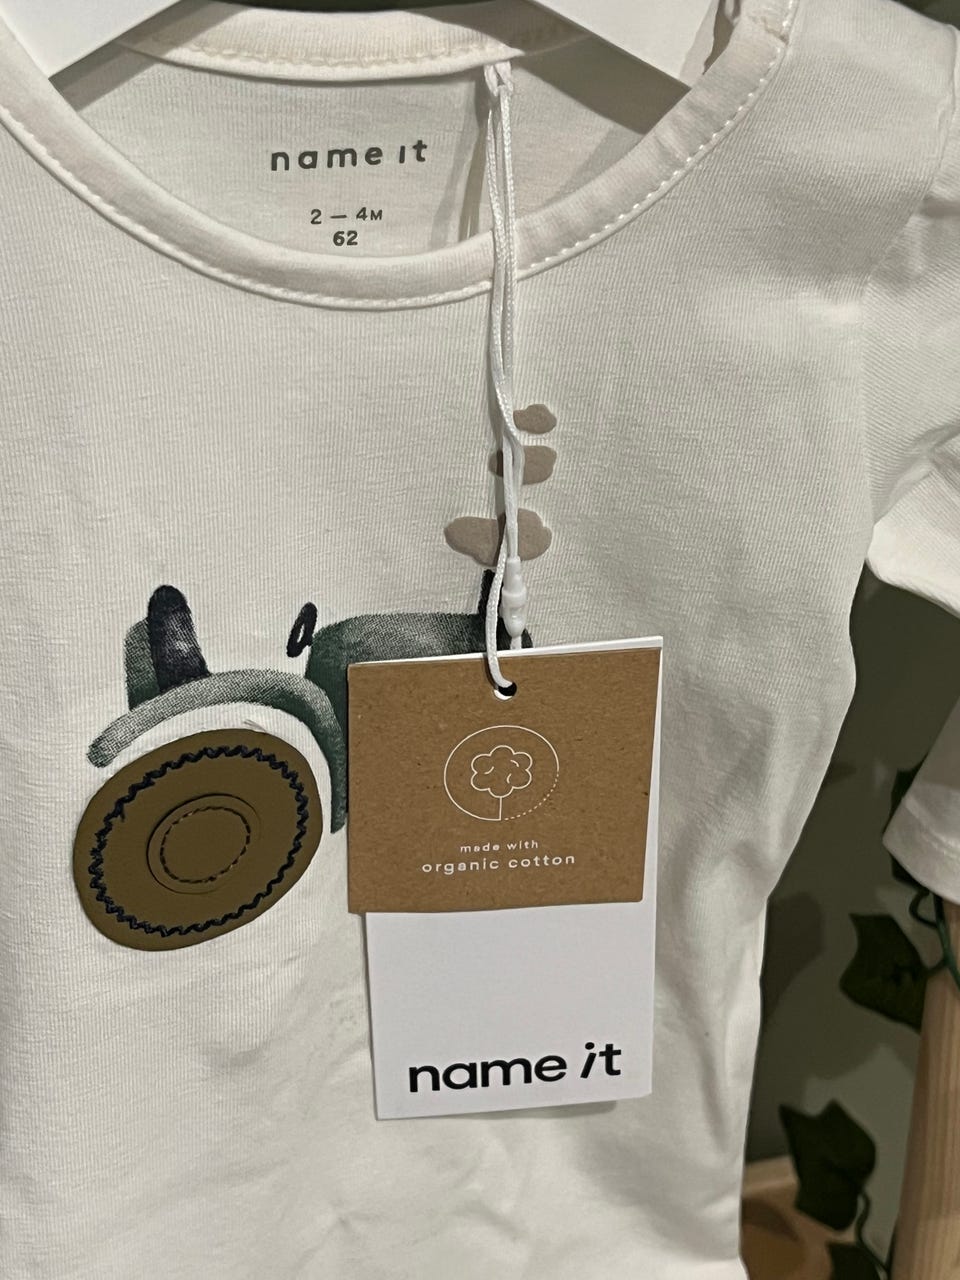 name it
2 — 4M
62
made with
organic cotton
name it